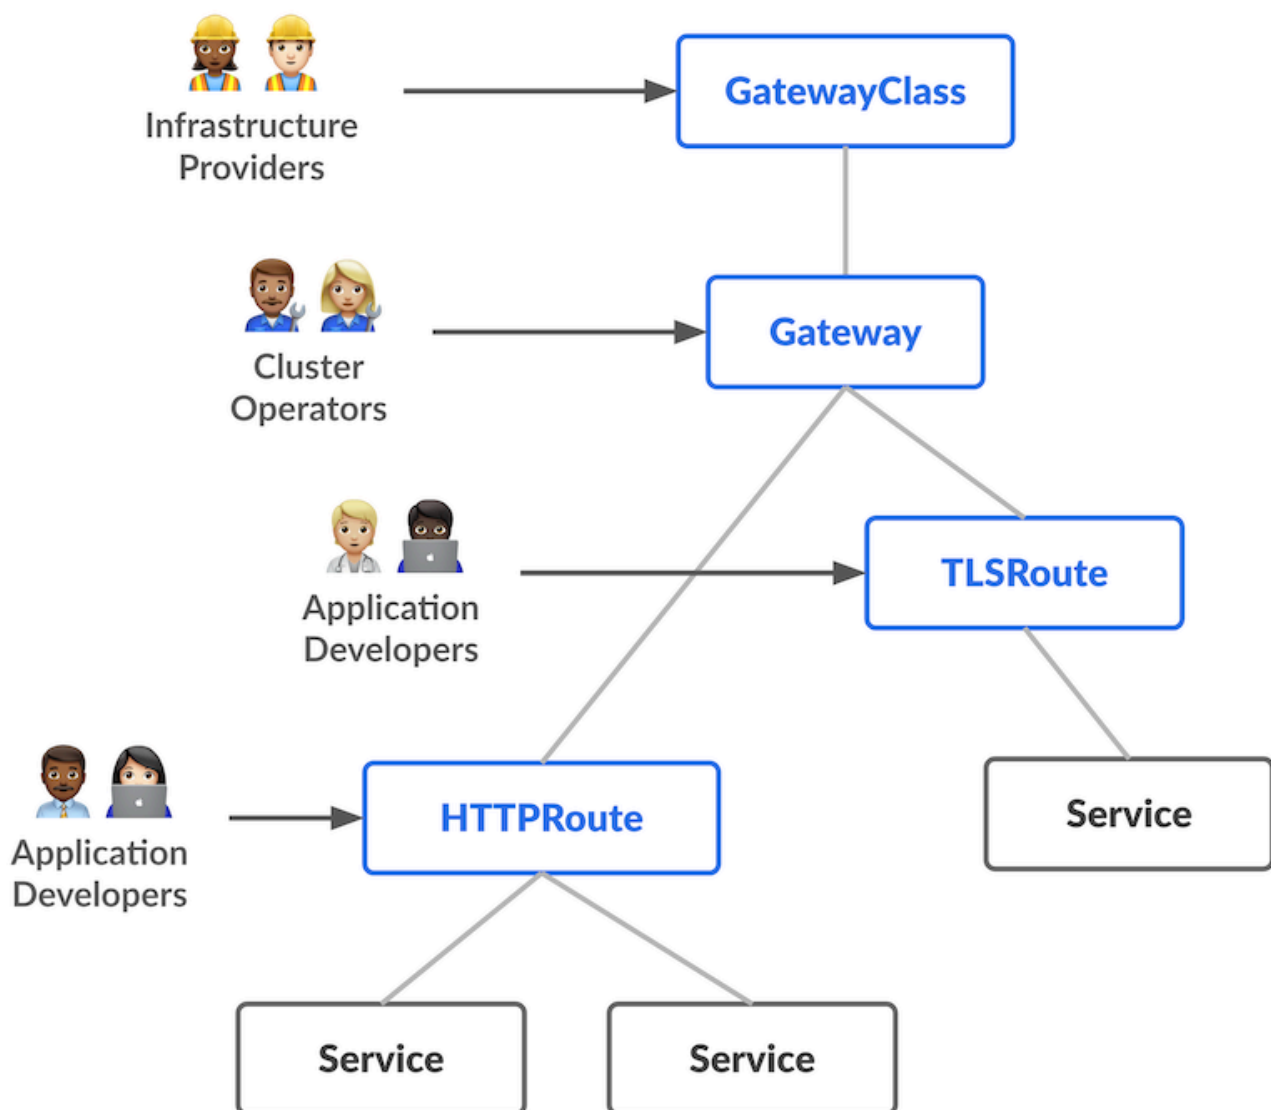 GatewayClass
Infrastructure
Providers
Gateway
Cluster
Operators
TLSRoute
Application
Developers
HTTPRoute
Service
Application
Developers
Service
Service